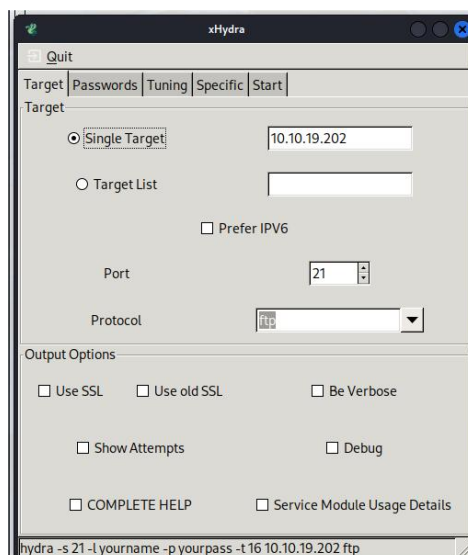 xHydra
Quit
Target Passwords Tuning Specific Start
Target
Single Target 10.10.19.202
Target List
Prefer IPV6
Port 21
Protocol ftp
Output Options
Use SSL Use old SSL Be Verbose
Show Attempts Debug
COMPLETE HELP Service Module Usage Details
hydra -s 21 -l yourname -p yourpass -t 16 10.10.19.202 ftp